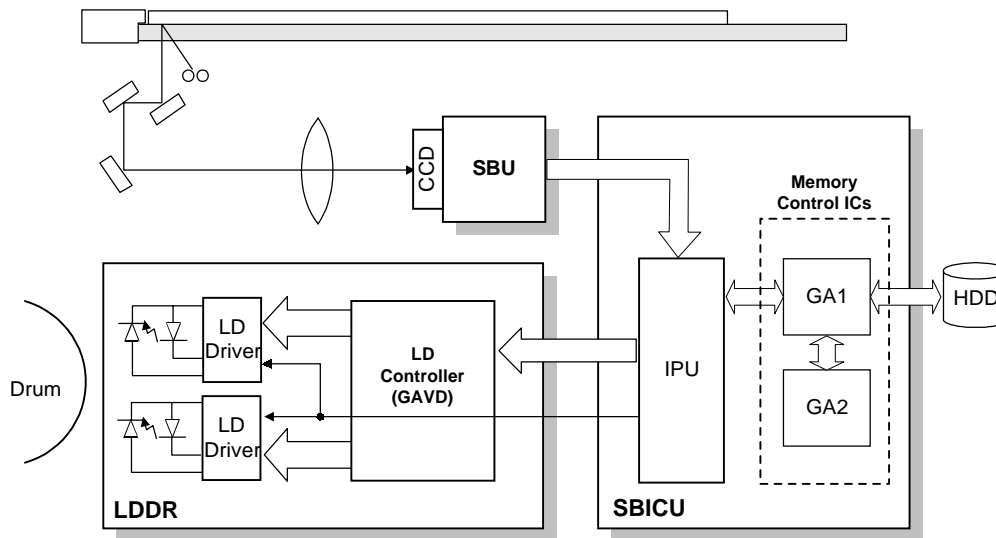 CCD
SBU
Memory
Control ICs
GA1
HDD
IPU
GA2
SBICU
LD
Driver
LD
Controller
(GAVD)
LD
Driver
Drum
LDDR